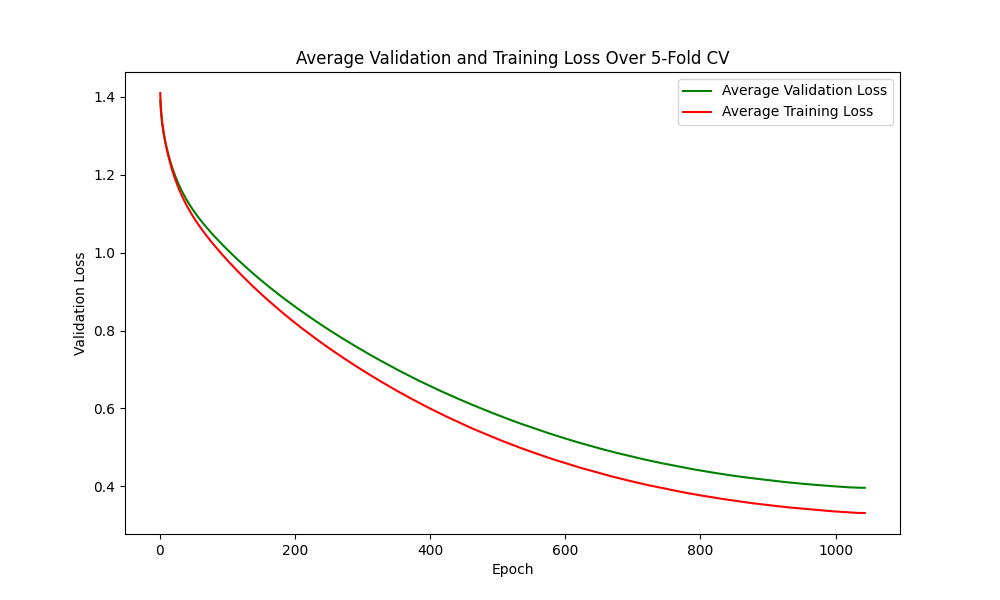 Average Validation and Training Loss Over 5-Fold CV
Average Validation Loss
Average Training Loss
Validation Loss
1.4
1.2
1.0
0.8
0.6
0.4
0
200
400
600
800
1000
Epoch